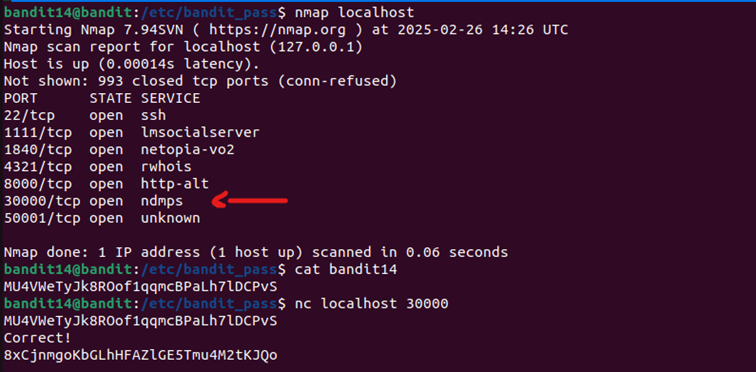 bandit14@bandit:/etc/bandit_pass$ nmap localhost
Starting Nmap 7.94SVN ( https://nmap.org ) at 2025-02-26 14:26 UTC
Nmap scan report for localhost (127.0.0.1)
Host is up (0.00014s latency).
Not shown: 993 closed tcp ports (conn-refused)
PORT      STATE SERVICE
22/tcp    open  ssh
1111/tcp  open  lmsocialserver
1840/tcp  open  netopia-vo2
4321/tcp  open  rwhois
8000/tcp  open  http-alt
30000/tcp open  ndmps
50001/tcp open  unknown
Nmap done: 1 IP address (1 host up) scanned in 0.06 seconds
bandit14@bandit:/etc/bandit_pass$ cat bandit14
MU4VWeTyJk8ROof1qqmcBPaLh7lDCPvS
bandit14@bandit:/etc/bandit_pass$ nc localhost 30000
MU4VWeTyJk8ROof1qqmcBPaLh7lDCPvS
Correct!
8xCjnmgoKbGLhHFAZlGE5Tmu4M2tKJQo